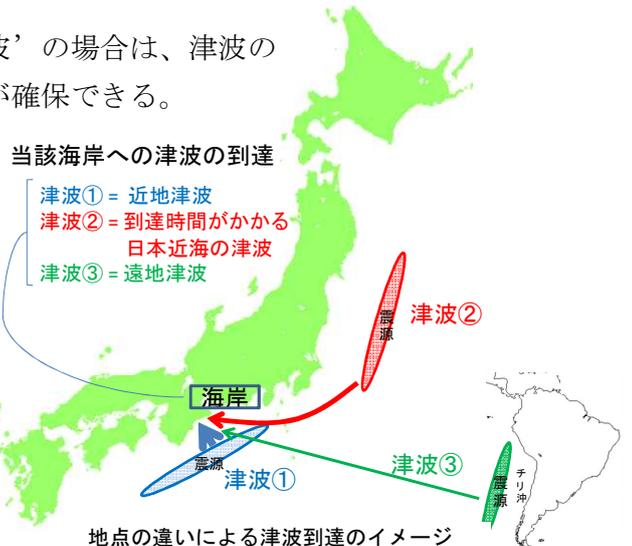 波’の場合は、津波の
が確保できる。
当該海岸への津波の到達
津波①= 近地津波
津波②=到達時間がかかる
日本近海の津波
津波③=遠地津波
震源
津波②
海岸
震源
津波①
津波③
震源
チリ沖
地点の違いによる津波到達のイメージ